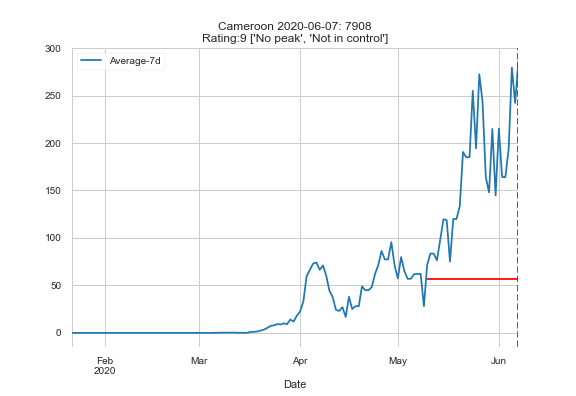 Cameroon 2020-06-07: 7908
Rating:9 ['No peak', 'Not in control']
Average-7d
300
250
200
150
100
50
0
Feb
2020
Mar
Apr
May
Jun
Date